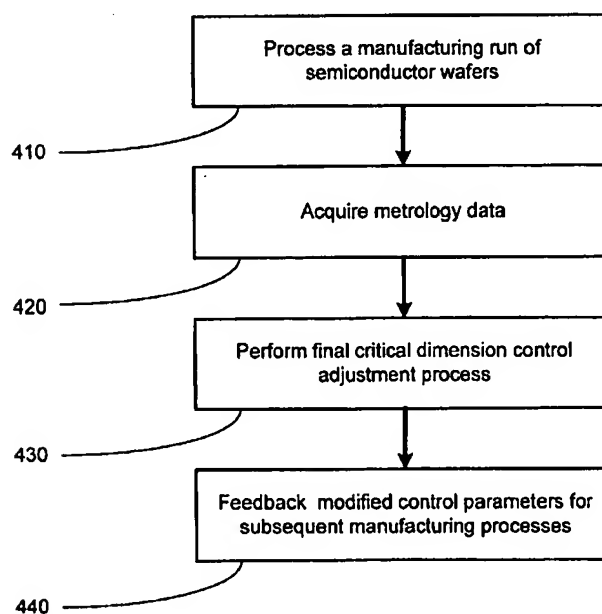 Process a manufacturing run of
semiconductor wafers
410
Acquire metrology data
420
Perform final critical dimension control
adjustment process
430
Feedback modified control parameters for
subsequent manufacturing processes
440